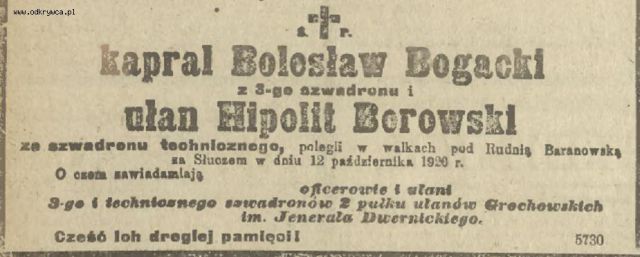 www.odkrywca.pl
ś. † p.
kapral Bolesław Bogacki
z 3-go szwadronu i
ułan Hipolit Borowski
ze szwadronu technicznego, polegli w walkach pod Rudnią Baranowską
za Słuczem w dniu 12 października 1920 r.
O czem zawiadamiają
oficerowie i ułani
3-go i technicznego szwadronów 2 pułku ułanów Grochowskich
im. Jenerała Dwernickiego.
Cześć Ich drogiej pamięci!
5730